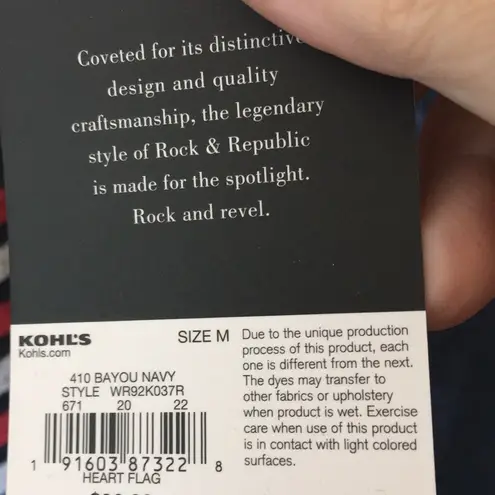 Coveted for its distinctive
design and quality
craftsmanship, the legendary
style of Rock & Republic
is made for the spotlight.
Rock and revel.
KOHL'S
Kohls.com
SIZE M
410 BAYOU NAVY
STYLE WR92K037R
671 20 22
1 91603 87322 8
HEART FLAG
Due to the unique production
process of this product, each
one is different from the next.
The dyes may transfer to
other fabrics or upholstery
when product is wet. Exercise
care when use of this product
is in contact with light colored
surfaces.